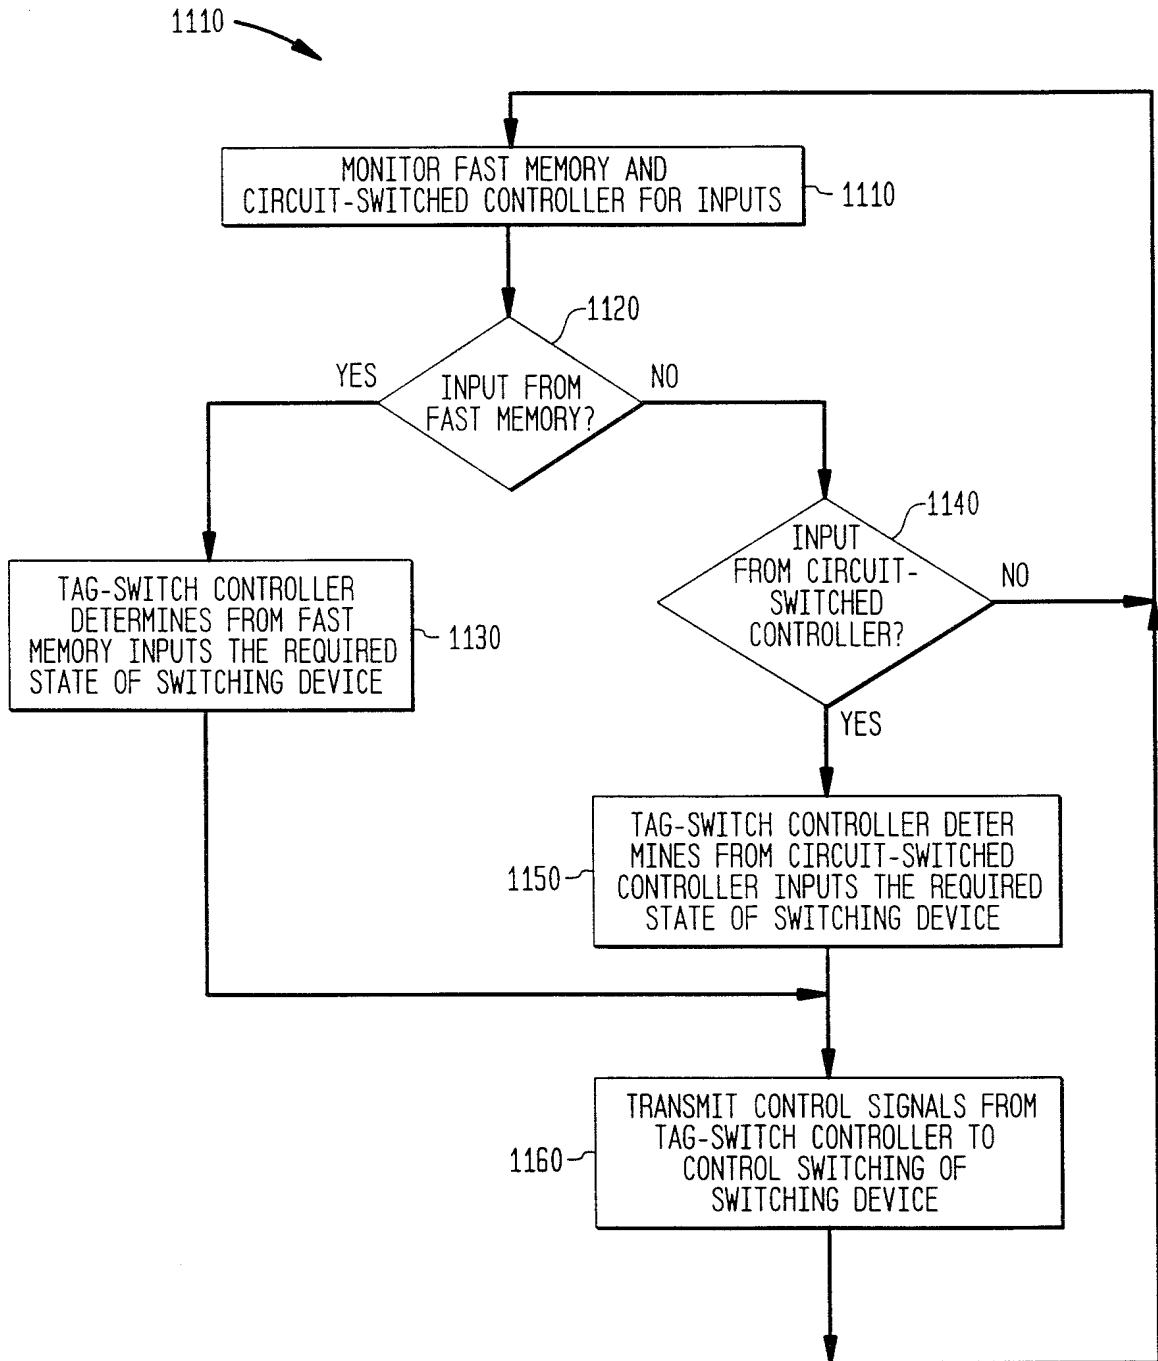 1110
MONITOR FAST MEMORY AND
CIRCUIT-SWITCHED CONTROLLER FOR INPUTS
1110
1120
YES
NO
INPUT FROM
FAST MEMORY?
1140
INPUT
FROM CIRCUIT-
SWITCHED
CONTROLLER?
NO
YES
TAG-SWITCH CONTROLLER
DETERMINES FROM FAST
MEMORY INPUTS THE REQUIRED
STATE OF SWITCHING DEVICE
1130
TAG-SWITCH CONTROLLER DETER
MINES FROM CIRCUIT-SWITCHED
CONTROLLER INPUTS THE REQUIRED
STATE OF SWITCHING DEVICE
1150
TRANSMIT CONTROL SIGNALS FROM
TAG-SWITCH CONTROLLER TO
CONTROL SWITCHING OF
SWITCHING DEVICE
1160